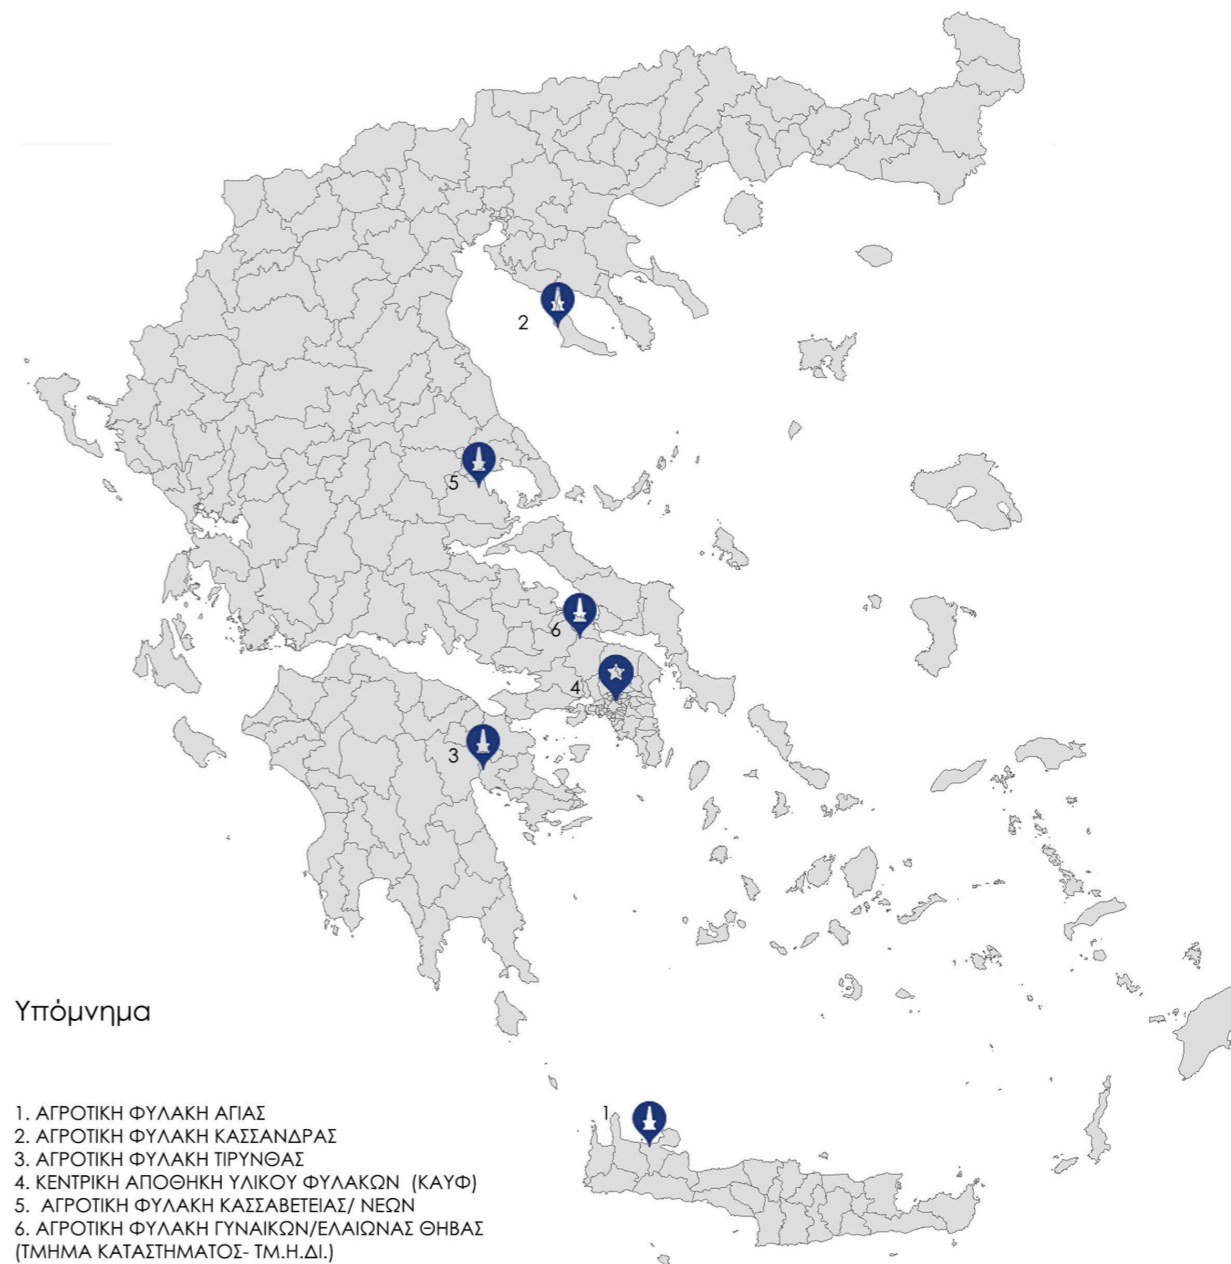 2
5
6
4
3
Υπόμνημα
1
1. ΑΓΡΟΤΙΚΗ ΦΥΛΑΚΗ ΑΓΙΑΣ
2. ΑΓΡΟΤΙΚΗ ΦΥΛΑΚΗ ΚΑΣΣΑΝΔΡΑΣ
3. ΑΓΡΟΤΙΚΗ ΦΥΛΑΚΗ ΤΙΡΥΝΘΑΣ
4. ΚΕΝΤΡΙΚΗ ΑΠΟΘΗΚΗ ΥΛΙΚΟΥ ΦΥΛΑΚΩΝ (ΚΑΥΦ)
5. ΑΓΡΟΤΙΚΗ ΦΥΛΑΚΗ ΚΑΣΣΑΒΕΤΕΙΑΣ/ ΝΕΩΝ
6. ΑΓΡΟΤΙΚΗ ΦΥΛΑΚΗ ΓΥΝΑΙΚΩΝ/ΕΛΑΙΩΝΑΣ ΘΗΒΑΣ
(ΤΜΗΜΑ ΚΑΤΑΣΤΗΜΑΤΟΣ- ΤΜ.Η.ΔΙ.)